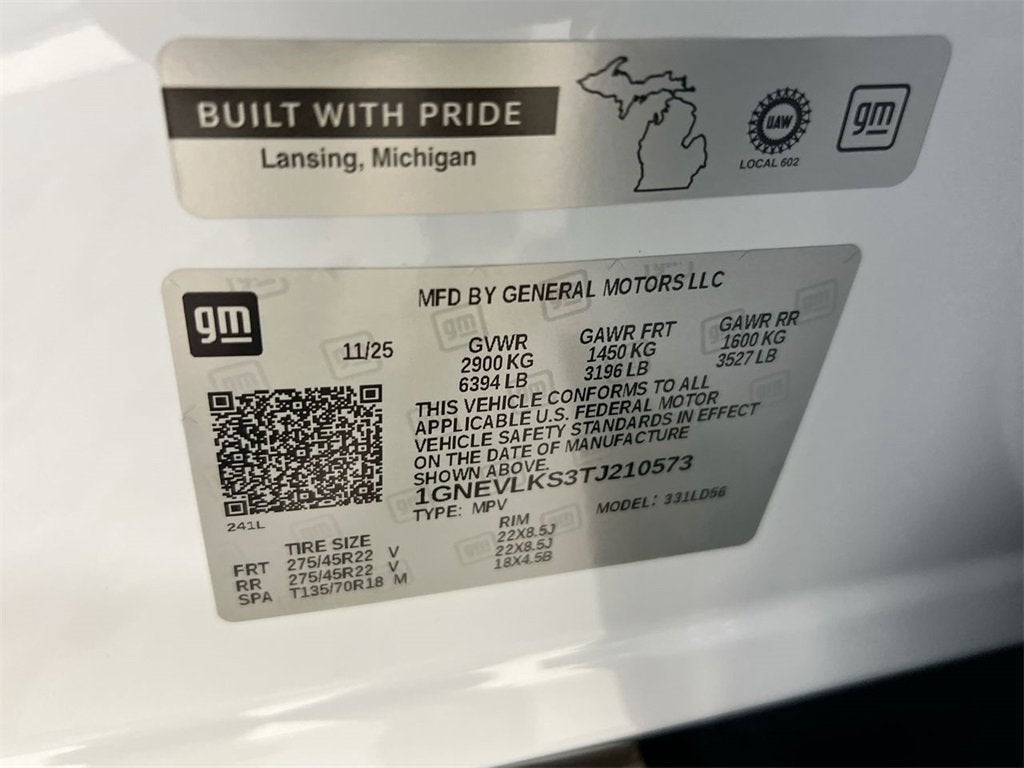 BUILT WITH PRIDE
Lansing, Michigan
UAW
LOCAL 602
gm
gm
11/25
MFD BY GENERAL MOTORS LLC
GVWR GAWR FRT GAWR RR
2900 KG 1450 KG 1600 KG
6394 LB 3196 LB 3527 LB
THIS VEHICLE CONFORMS TO ALL
APPLICABLE U.S. FEDERAL MOTOR
VEHICLE SAFETY STANDARDS IN EFFECT
ON THE DATE OF MANUFACTURE
SHOWN ABOVE.
1GNEVLKS3TJ210573
TYPE: MPV MODEL: 331LD56
241L
TIRE SIZE RIM
FRT 275/45R22 V 22X8.5J
RR 275/45R22 V 22X8.5J
SPA T135/70R18 M 18X4.5B